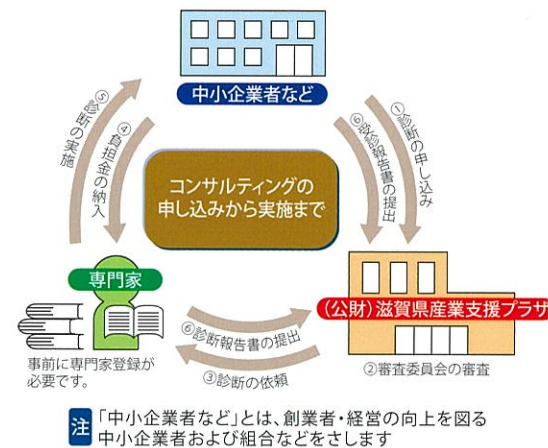 中小企業者など
①診断の申し込み
⑥受診報告書の提出
⑤診断の実施
④負担金の納入
コンサルティングの
申し込みから実施まで
専門家
(公財)滋賀県産業支援プラザ
⑥診断報告書の提出
③診断の依頼
②審査委員会の審査
事前に専門家登録が
必要です。
注 「中小企業者など」とは、創業者・経営の向上を図る
中小企業者および組合などをさします